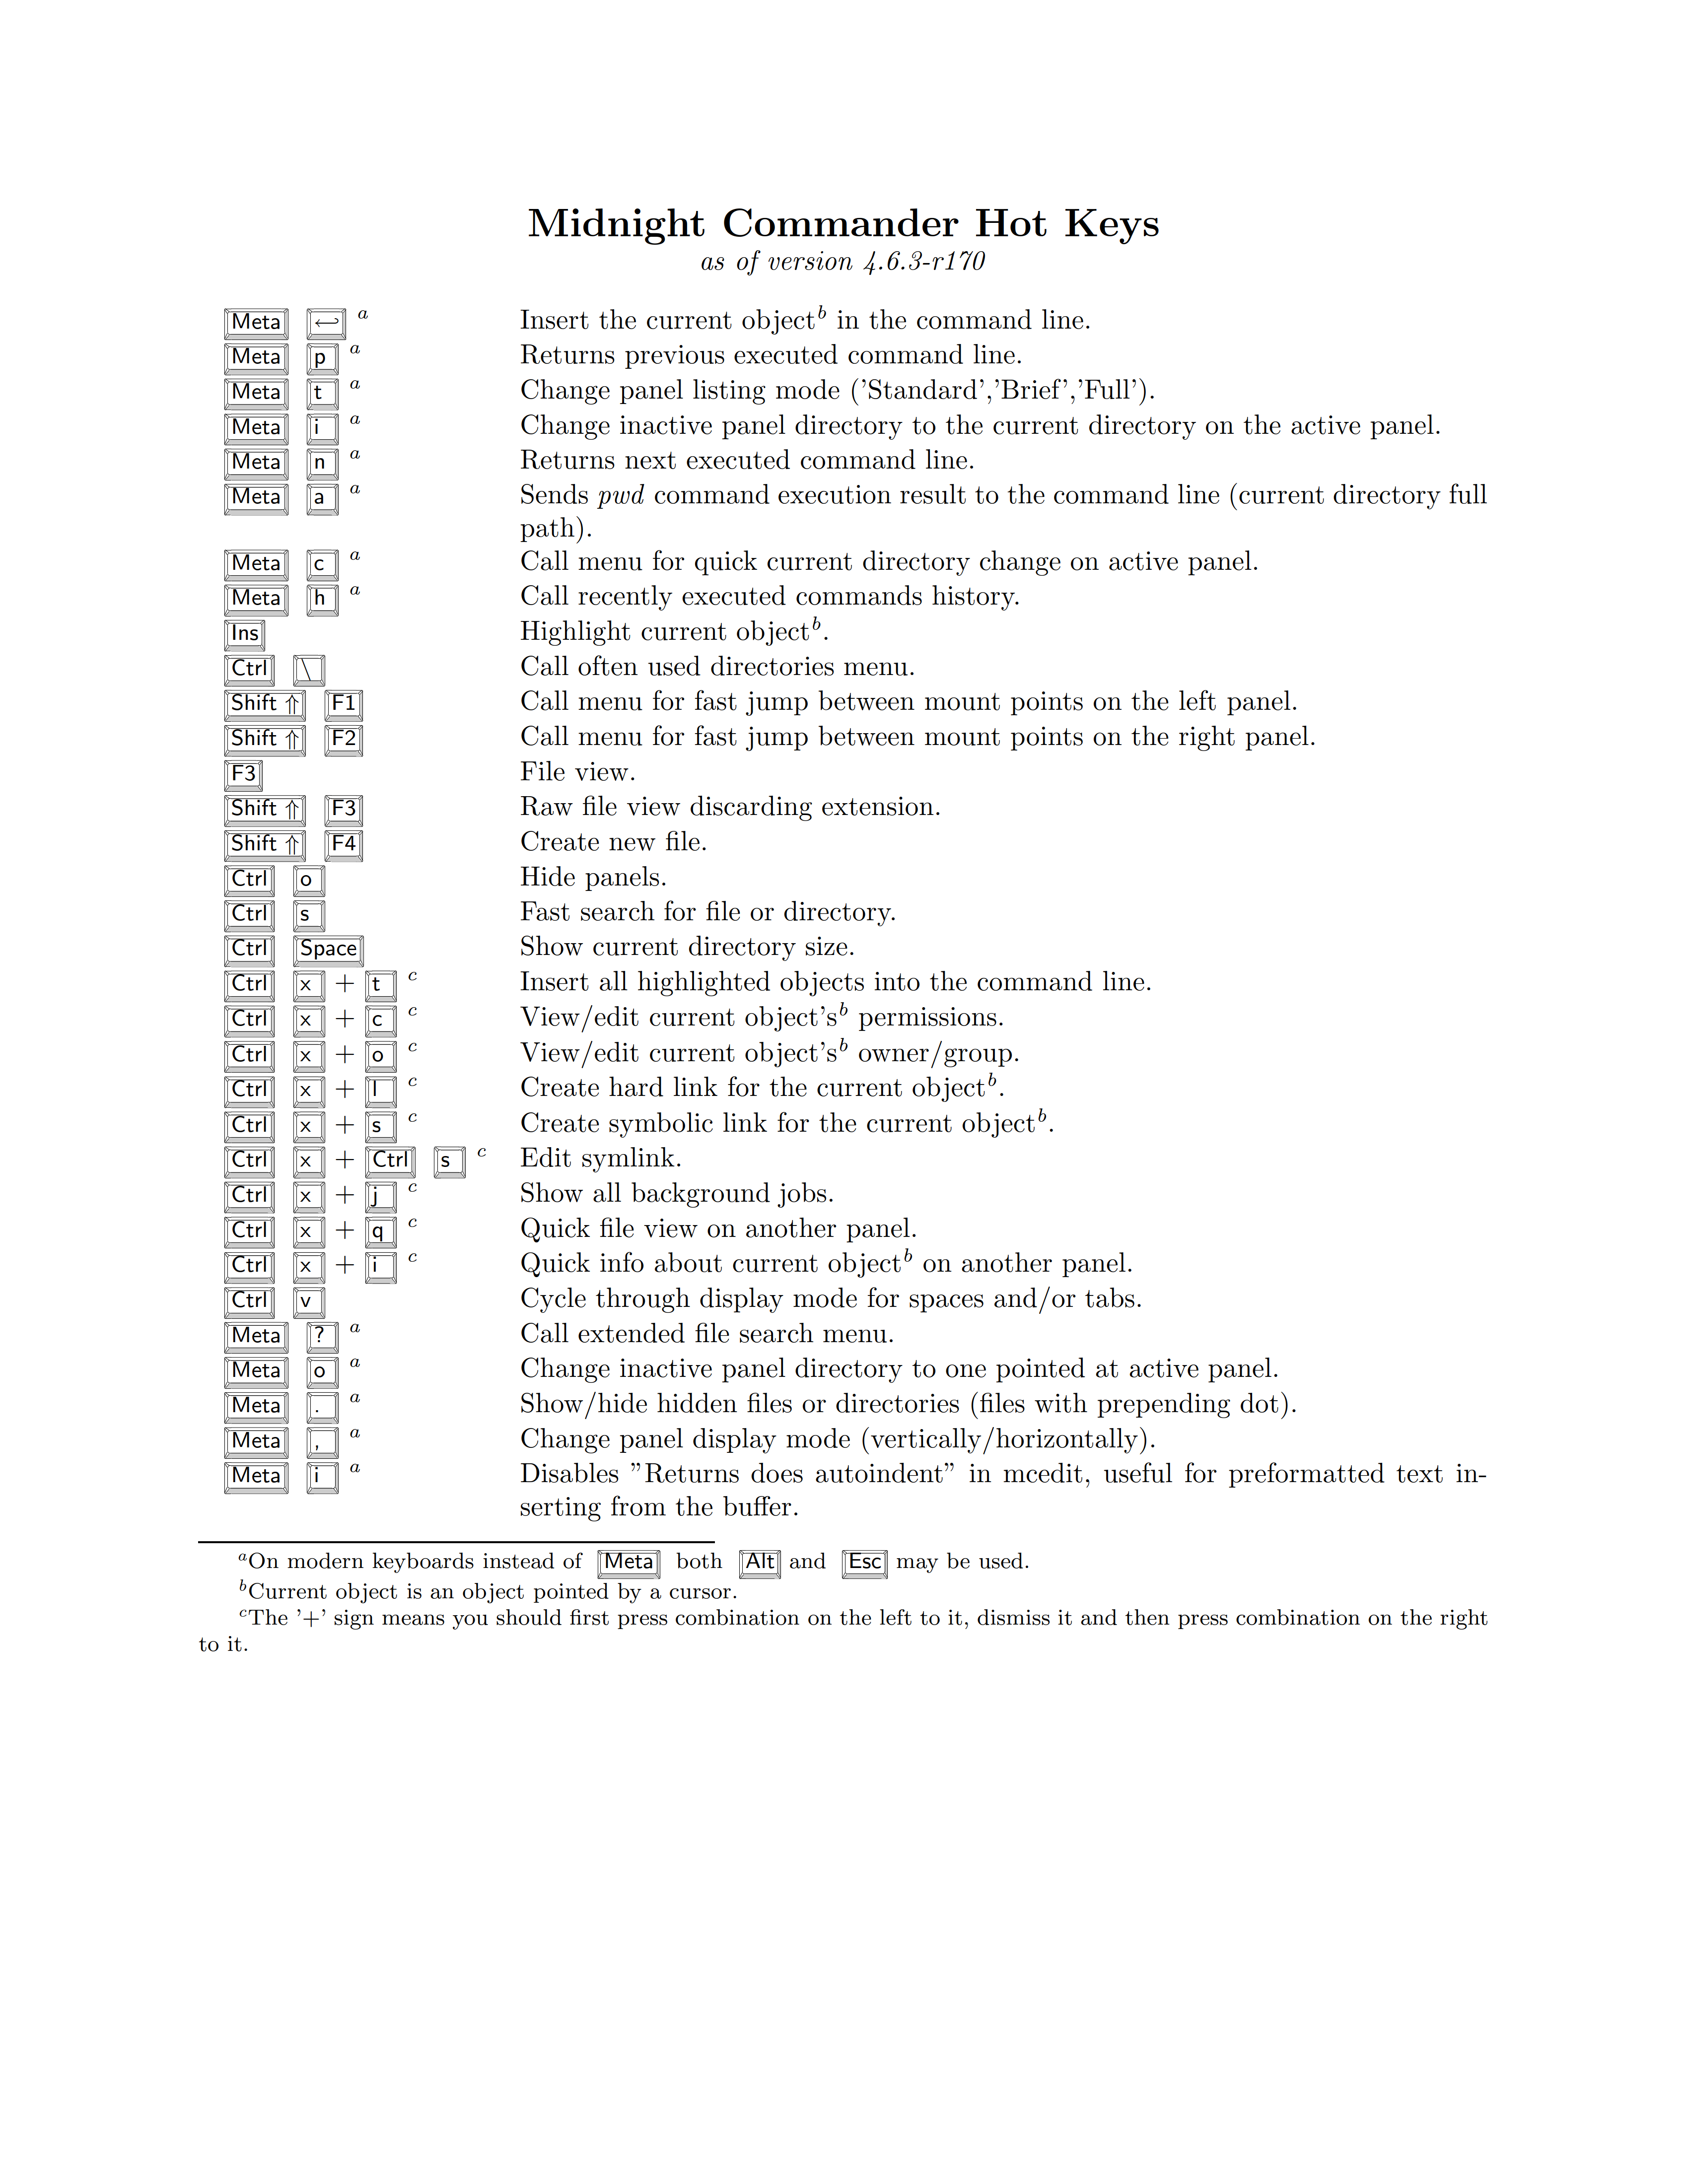 Midnight Commander Hot Keys
as of version 4.6.3-r170
Meta ↩ a Insert the current object b in the command line.
Meta p a Returns previous executed command line.
Meta t a Change panel listing mode ('Standard','Brief','Full').
Meta i a Change inactive panel directory to the current directory on the active panel.
Meta n a Returns next executed command line.
Meta a a Sends pwd command execution result to the command line (current directory full
path).
Meta c a Call menu for quick current directory change on active panel.
Meta h a Call recently executed commands history.
Ins Highlight current object b.
Ctrl \ Call often used directories menu.
Shift ⇑ F1 Call menu for fast jump between mount points on the left panel.
Shift ⇑ F2 Call menu for fast jump between mount points on the right panel.
F3 File view.
Shift ⇑ F3 Raw file view discarding extension.
Shift ⇑ F4 Create new file.
Ctrl o Hide panels.
Ctrl s Fast search for file or directory.
Ctrl Space Show current directory size.
Ctrl x + t c Insert all highlighted objects into the command line.
Ctrl x + c c View/edit current object's b permissions.
Ctrl x + o c View/edit current object's b owner/group.
Ctrl x + l c Create hard link for the current object b.
Ctrl x + s c Create symbolic link for the current object b.
Ctrl x + Ctrl s c Edit symlink.
Ctrl x + j c Show all background jobs.
Ctrl x + q c Quick file view on another panel.
Ctrl x + i c Quick info about current object b on another panel.
Ctrl v Cycle through display mode for spaces and/or tabs.
Meta ? a Call extended file search menu.
Meta o a Change inactive panel directory to one pointed at active panel.
Meta . a Show/hide hidden files or directories (files with prepending dot).
Meta , a Change panel display mode (vertically/horizontally).
Meta i a Disables ”Returns does autoindent” in mcedit, useful for preformatted text in-
serting from the buffer.
a On modern keyboards instead of Meta both Alt and Esc may be used.
b Current object is an object pointed by a cursor.
c The '+' sign means you should first press combination on the left to it, dismiss it and then press combination on the right
to it.